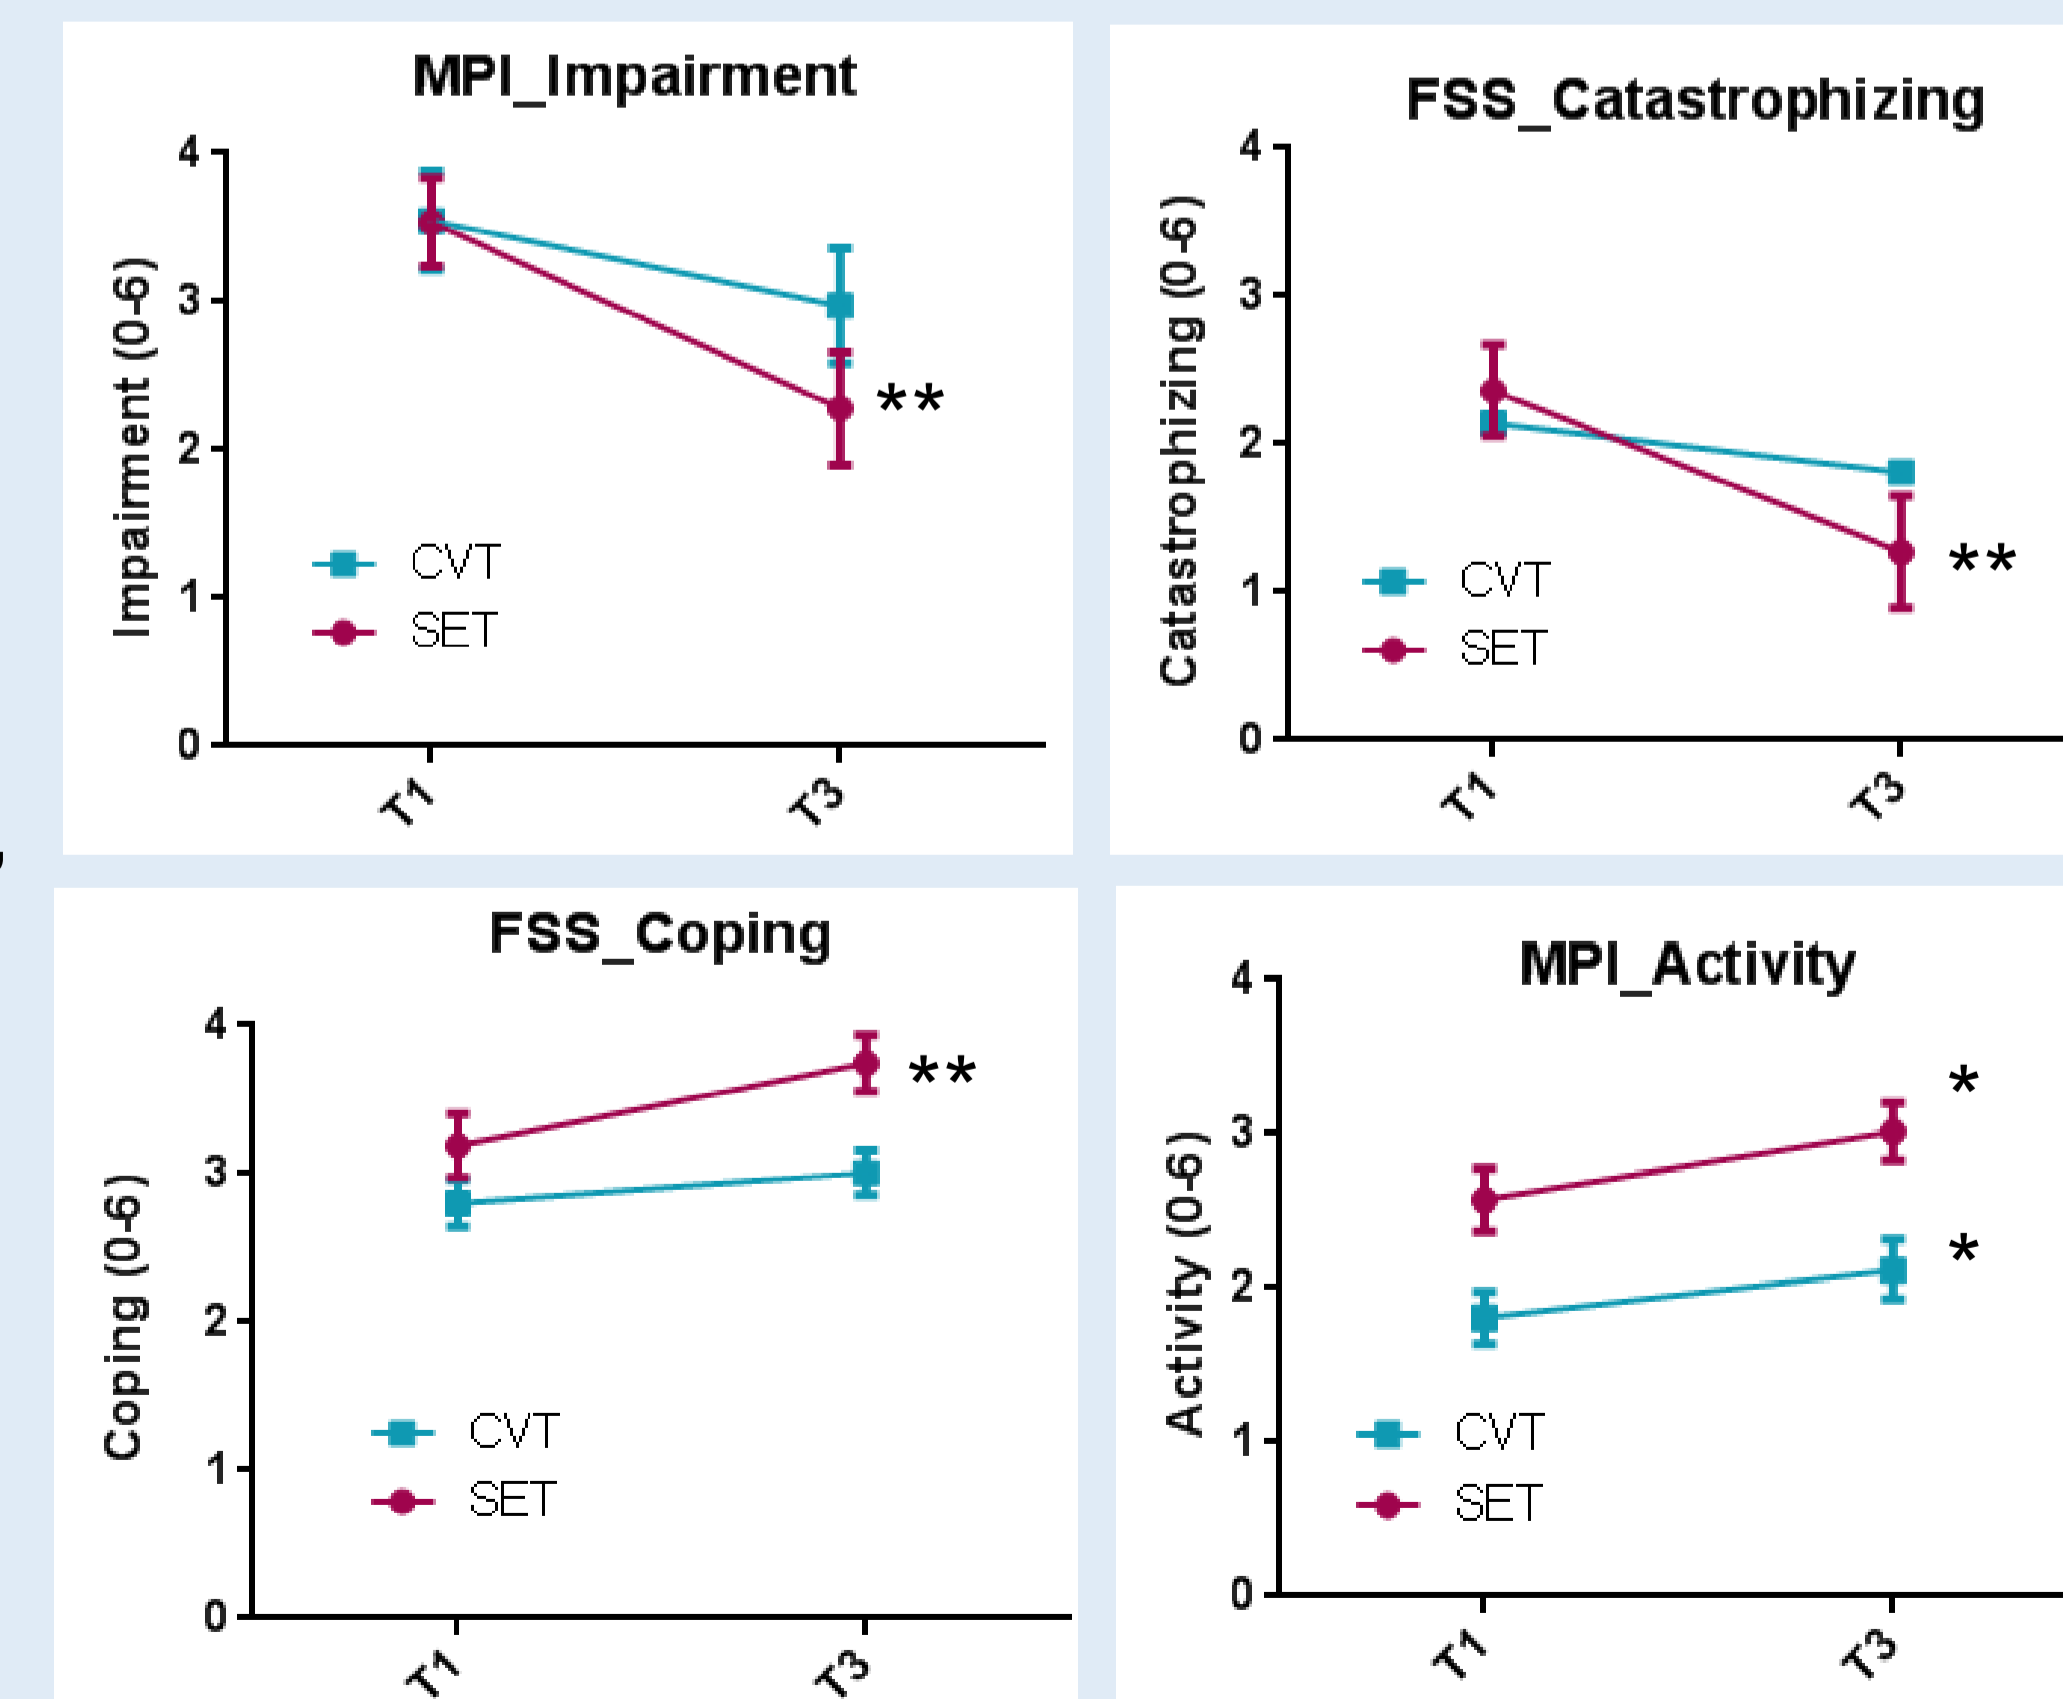 MPI_Impairment
4
3
2
1
0
Impairment (0-6)
**
CVT
SET
T1
T3
FSS_Catastrophizing
4
3
2
1
0
Catastrophizing (0-6)
**
CVT
SET
T1
T3
,
FSS_Coping
4
3
2
1
0
Coping (0-6)
**
CVT
SET
T1
T3
MPI_Activity
4
3
2
1
0
Activity (0-6)
*
*
CVT
SET
T1
T3